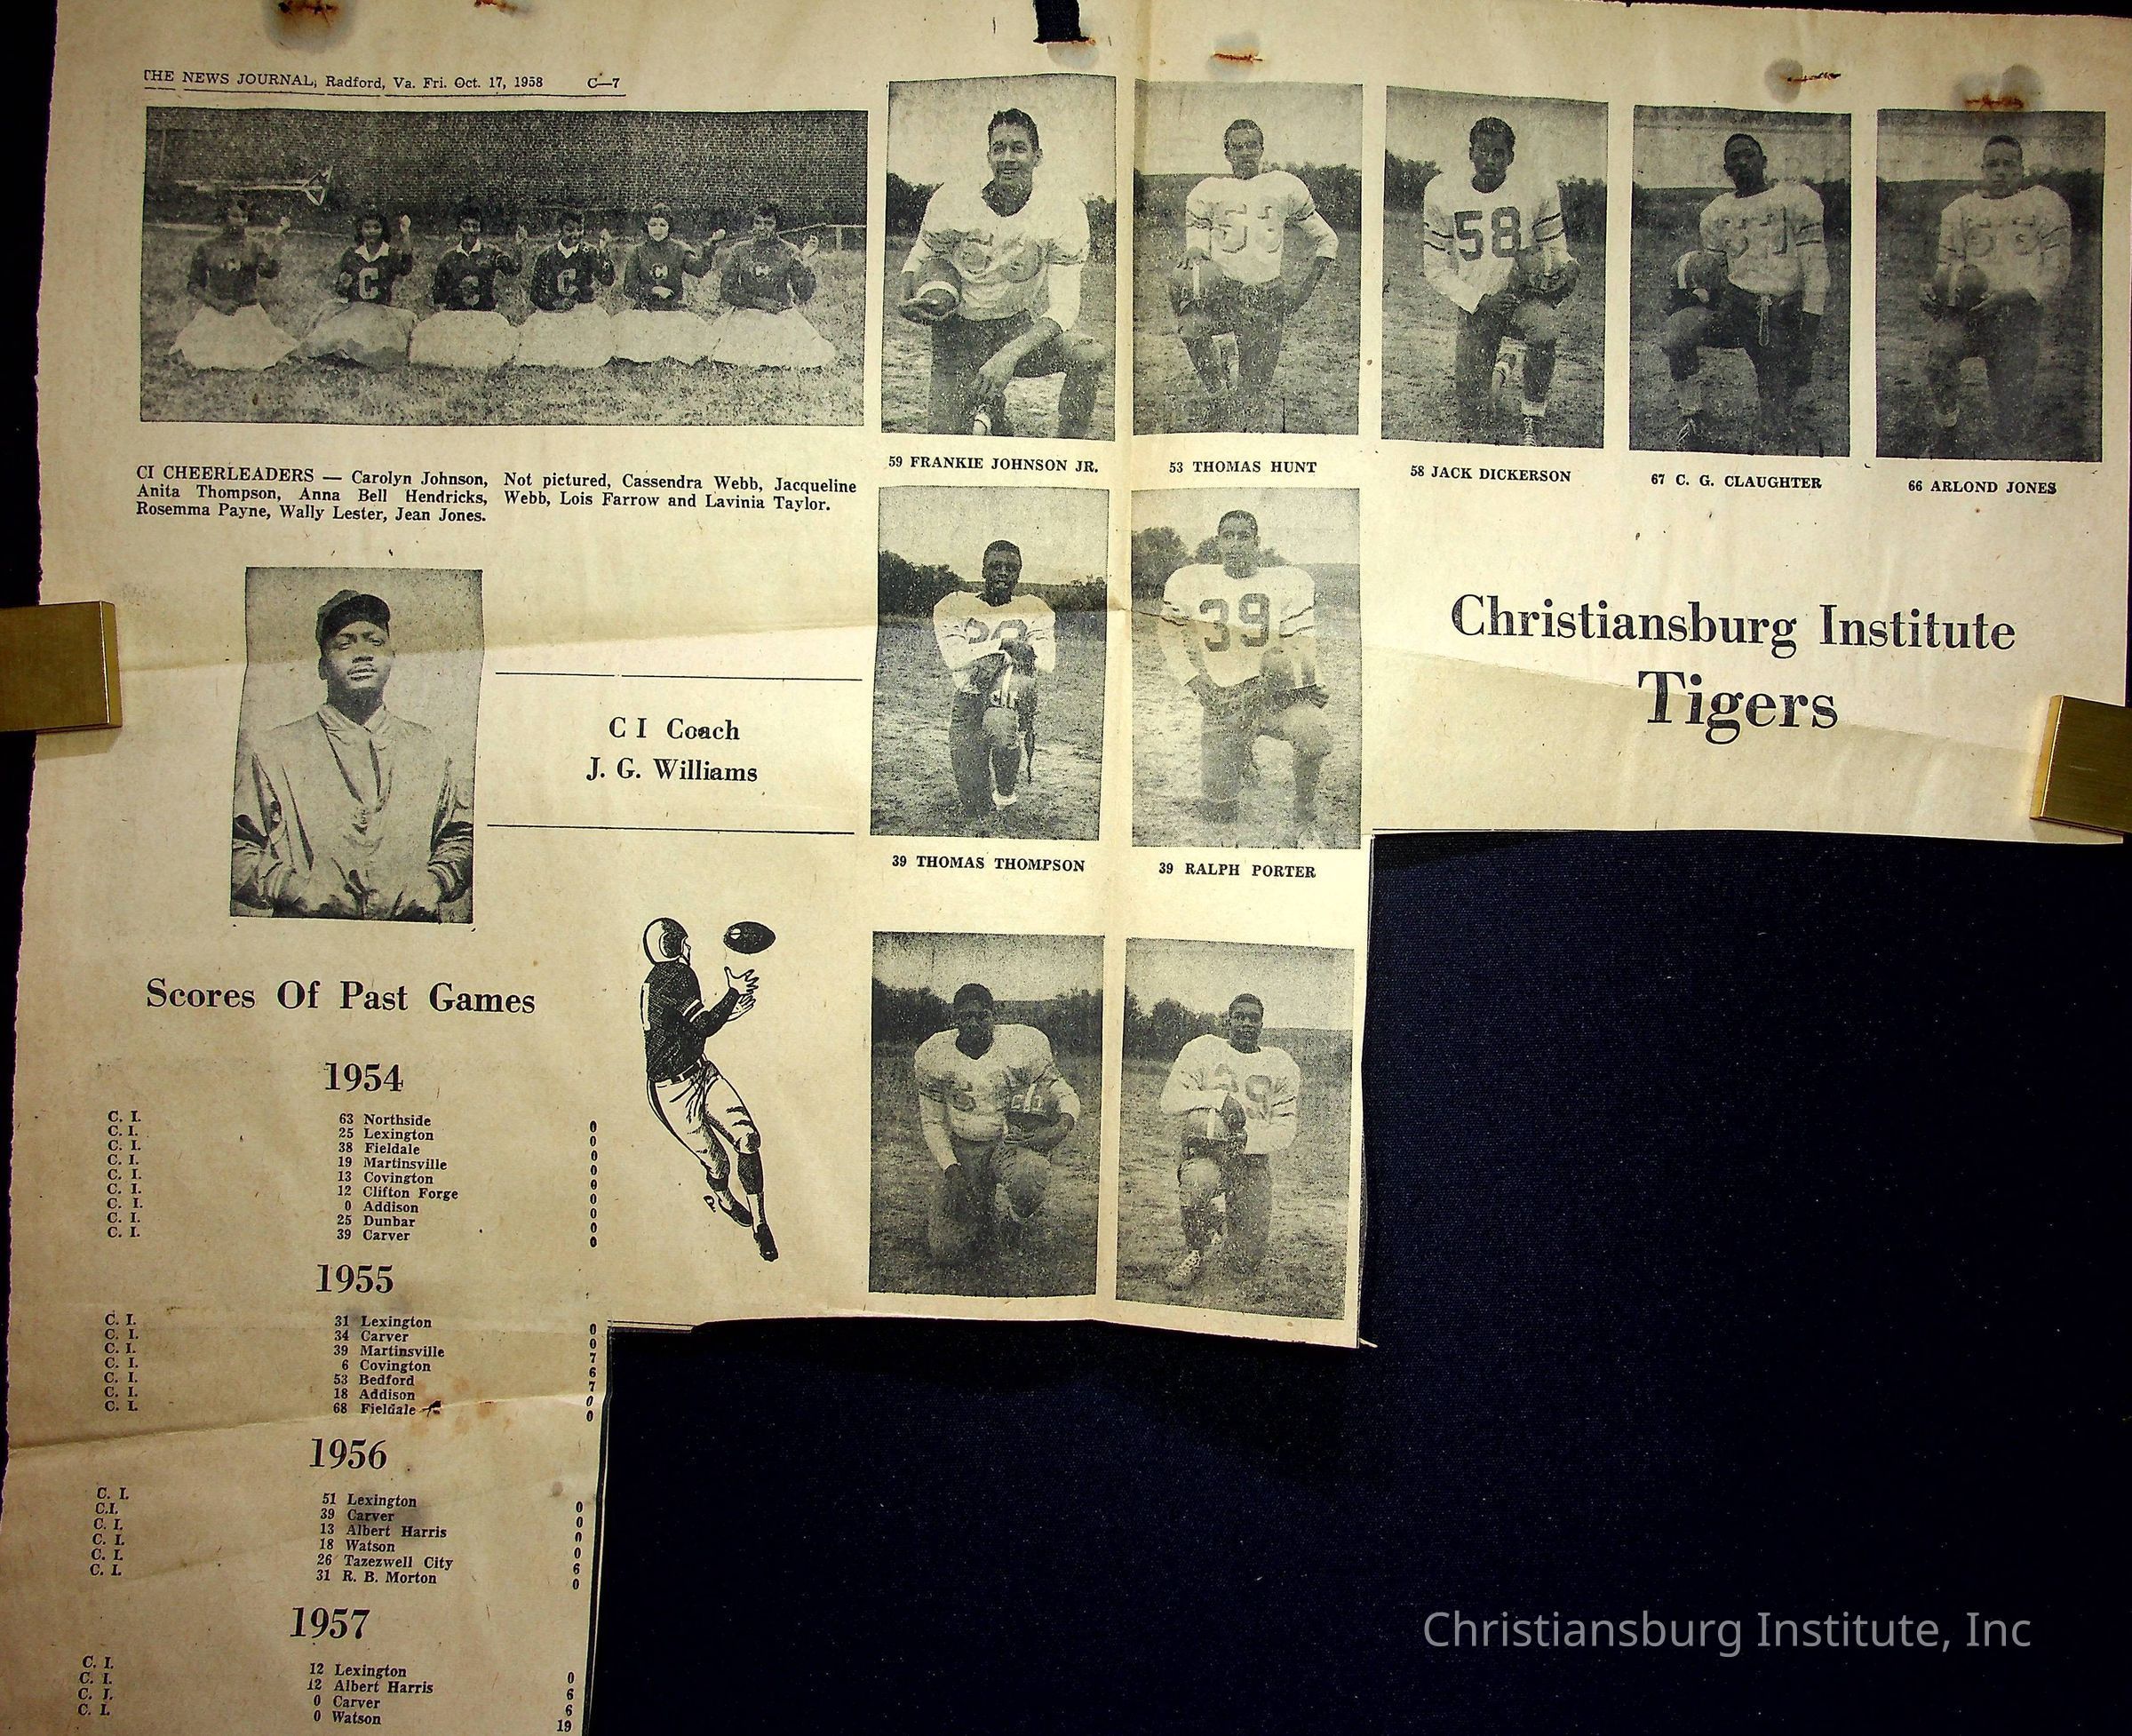 THE NEWS JOURNAL, Radford, Va. Fri. Oct. 17, 1958 C—7
CI CHEERLEADERS — Carolyn Johnson,
Anita Thompson, Anna Bell Hendricks,
Rosemma Payne, Wally Lester, Jean Jones.
Not pictured, Cassendra Webb, Jacqueline
Webb, Lois Farrow and Lavinia Taylor.
59 FRANKIE JOHNSON JR.
53 THOMAS HUNT
58 JACK DICKERSON
67 C. G. CLAUGHTER
66 ARLOND JONES
53
58
39
C
C
C
Christiansburg Institute
Tigers
C I Coach
J. G. Williams
39 THOMAS THOMPSON
39 RALPH PORTER
Scores Of Past Games
1954
C. I. 63 Northside 0
C. I. 25 Lexington 0
C. I. 38 Fieldale 0
C. I. 19 Martinsville 0
C. I. 13 Covington 0
C. I. 12 Clifton Forge 0
C. I. 0 Addison 0
C. I. 25 Dunbar 0
C. I. 39 Carver 0
1955
C. I. 31 Lexington 0
C. I. 34 Carver 0
C. I. 39 Martinsville 7
C. I. 6 Covington 6
C. I. 53 Bedford 7
C. I. 18 Addison 0
C. I. 68 Fieldale 0
1956
C. I. 51 Lexington 0
C.I. 39 Carver 0
C. I. 13 Albert Harris 0
C. I. 18 Watson 0
C. I. 26 Tazezwell City 6
C. I. 31 R. B. Morton 0
1957
C. I. 12 Lexington 0
C. I. 12 Albert Harris 6
C. I. 0 Carver 6
C. I. 0 Watson 19
Christiansburg Institute, Inc